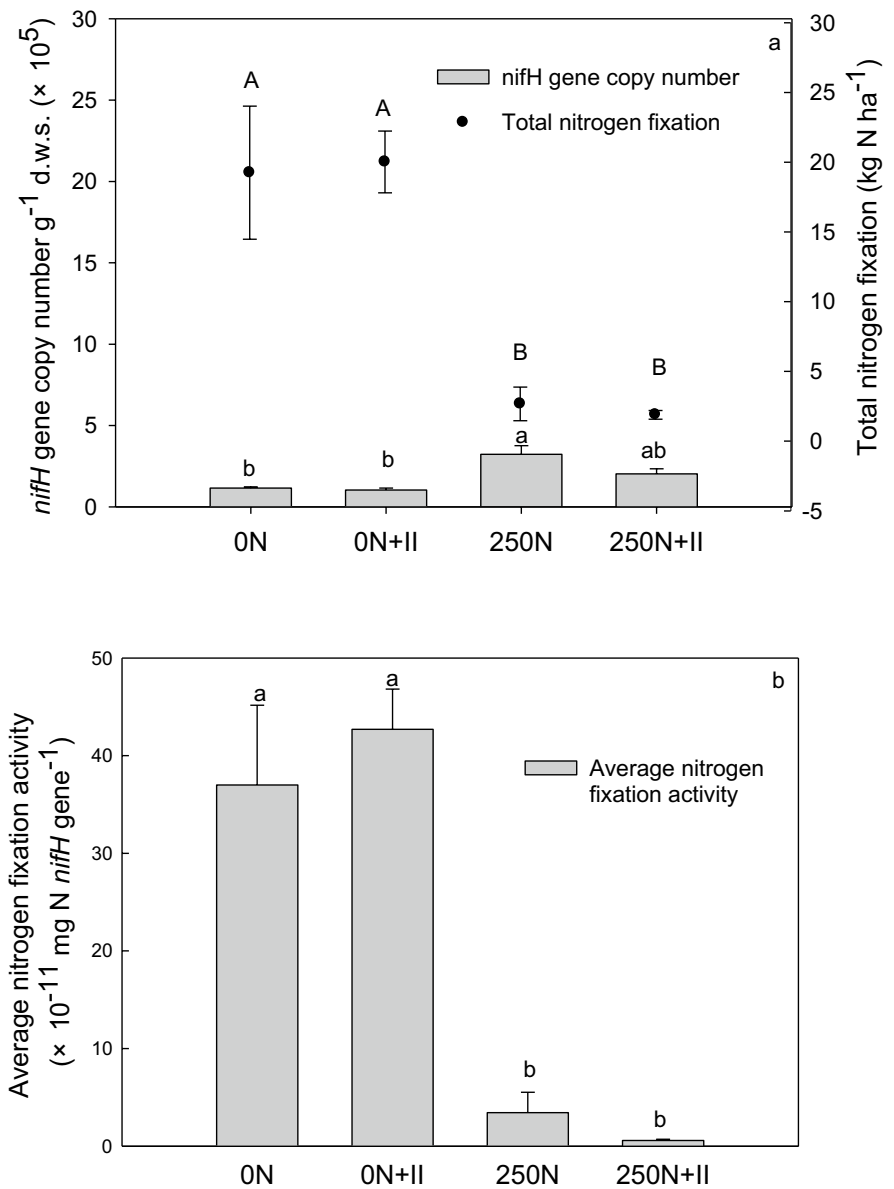 a
nifH gene copy number g-1 d.w.s. (× 10^5)
30
25
20
15
10
5
0
Total nitrogen fixation (kg N ha-1)
30
25
20
15
10
5
0
-5
nifH gene copy number
Total nitrogen fixation
A
A
B
B
b
b
a
ab
0N
0N+II
250N
250N+II
b
Average nitrogen fixation activity
(× 10-11 mg N nifH gene-1)
50
40
30
20
10
0
Average nitrogen
fixation activity
a
a
b
b
0N
0N+II
250N
250N+II